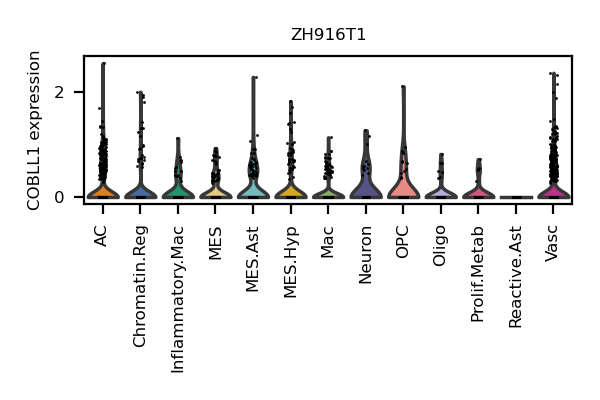 ZH916T1
COBLL1 expression
2
0
AC
Chromatin.Reg
Inflammatory.Mac
MES
MES.Ast
MES.Hyp
Mac
Neuron
OPC
Oligo
Prolif.Metab
Reactive.Ast
Vasc